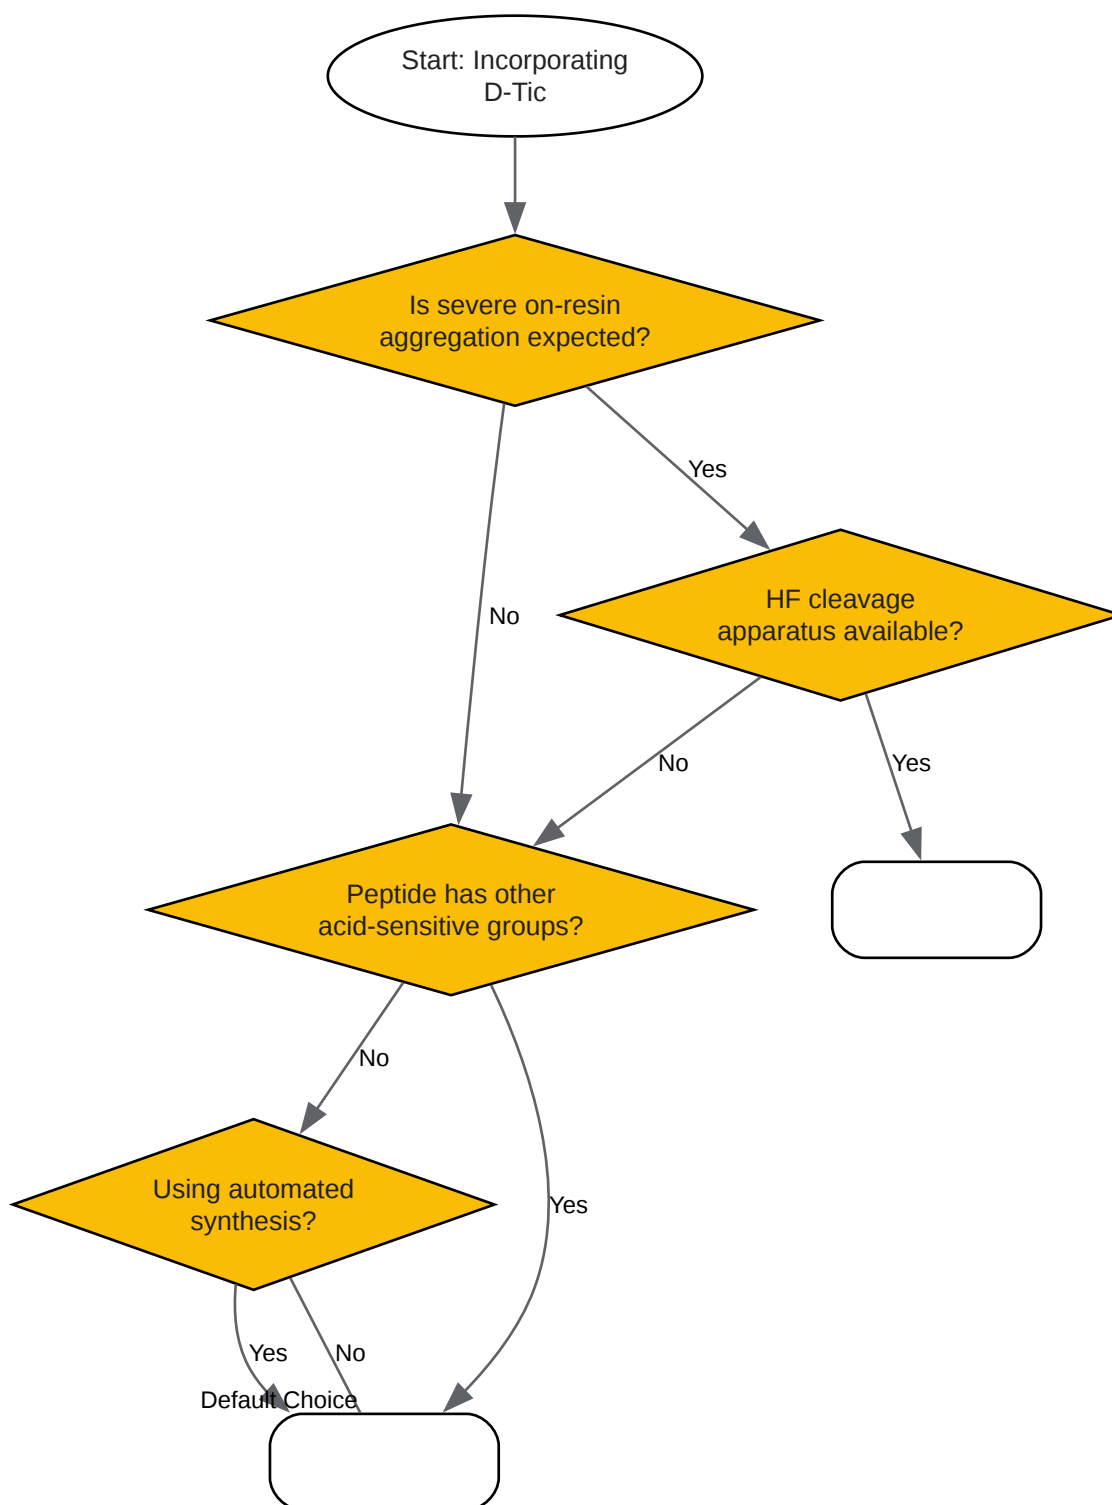 Start: Incorporating
D-Tic
Is severe on-resin
aggregation expected?
Yes
HF cleavage
apparatus available?
No
No
Yes
Peptide has other
acid-sensitive groups?
No
Using automated
synthesis?
Yes
Yes
No
Default Choice